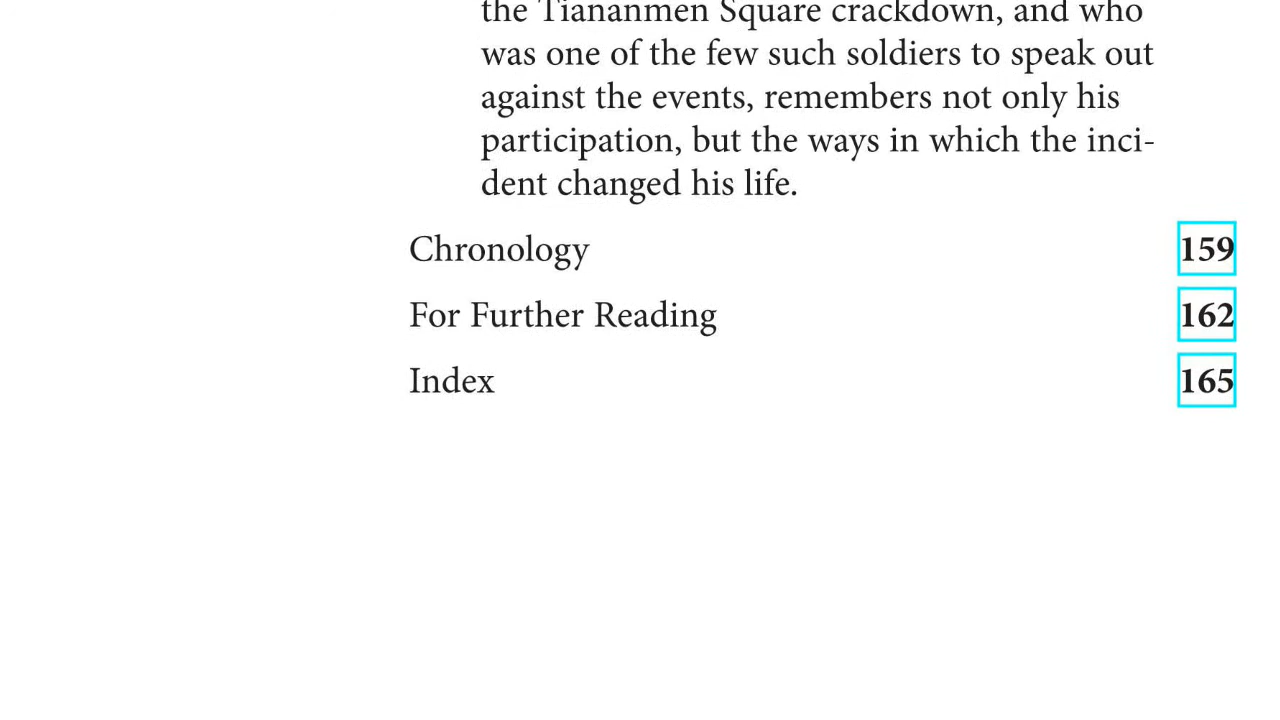 the Tiananmen Square crackdown, and who
was one of the few such soldiers to speak out
against the events, remembers not only his
participation, but the ways in which the inci-
dent changed his life.
Chronology 159
For Further Reading 162
Index 165